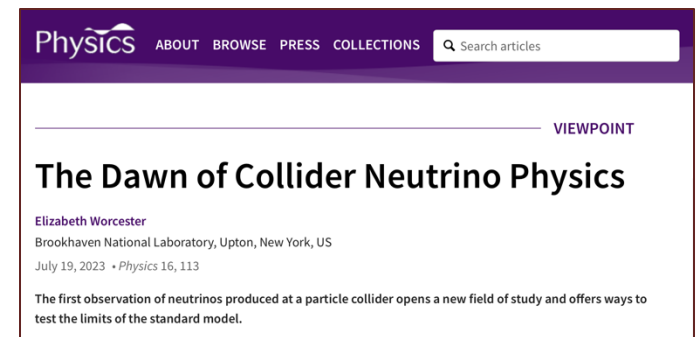 Physics ABOUT BROWSE PRESS COLLECTIONS Search articles
VIEWPOINT
The Dawn of Collider Neutrino Physics
Elizabeth Worcester
Brookhaven National Laboratory, Upton, New York, US
July 19, 2023 • Physics 16, 113
The first observation of neutrinos produced at a particle collider opens a new field of study and offers ways to
test the limits of the standard model.